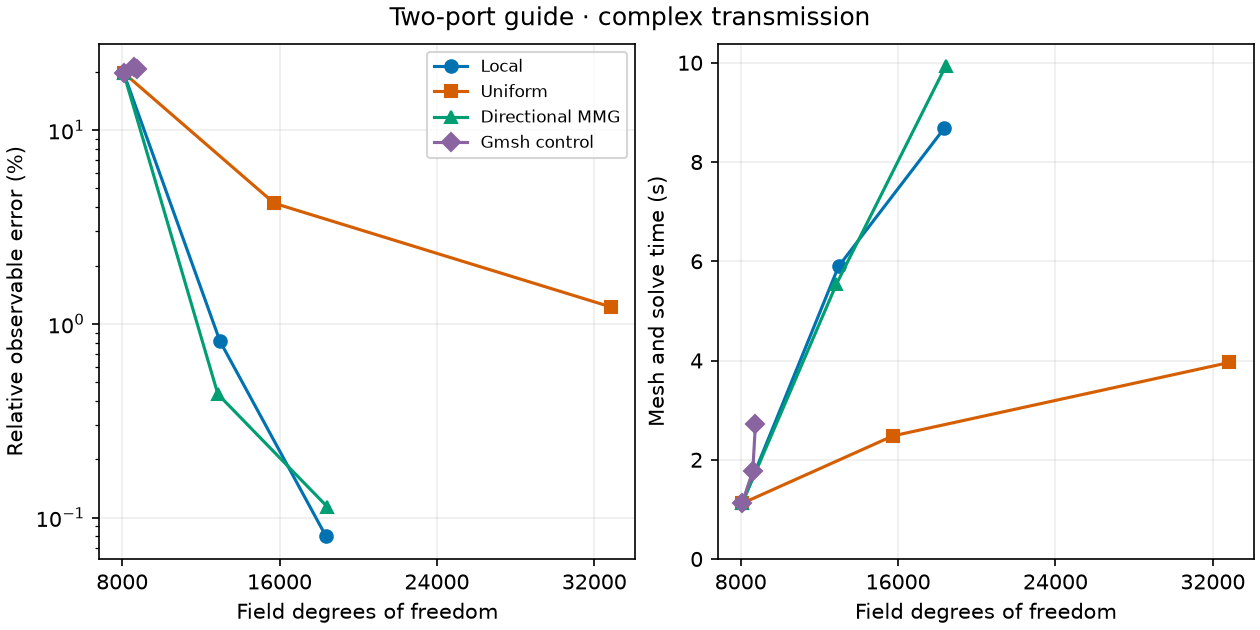 Two-port guide · complex transmission
Relative observable error (%)
10¹
10⁰
10⁻¹
Local
Uniform
Directional MMG
Gmsh control
8000 16000 24000 32000
Field degrees of freedom
Mesh and solve time (s)
10
8
6
4
2
0
8000 16000 24000 32000
Field degrees of freedom